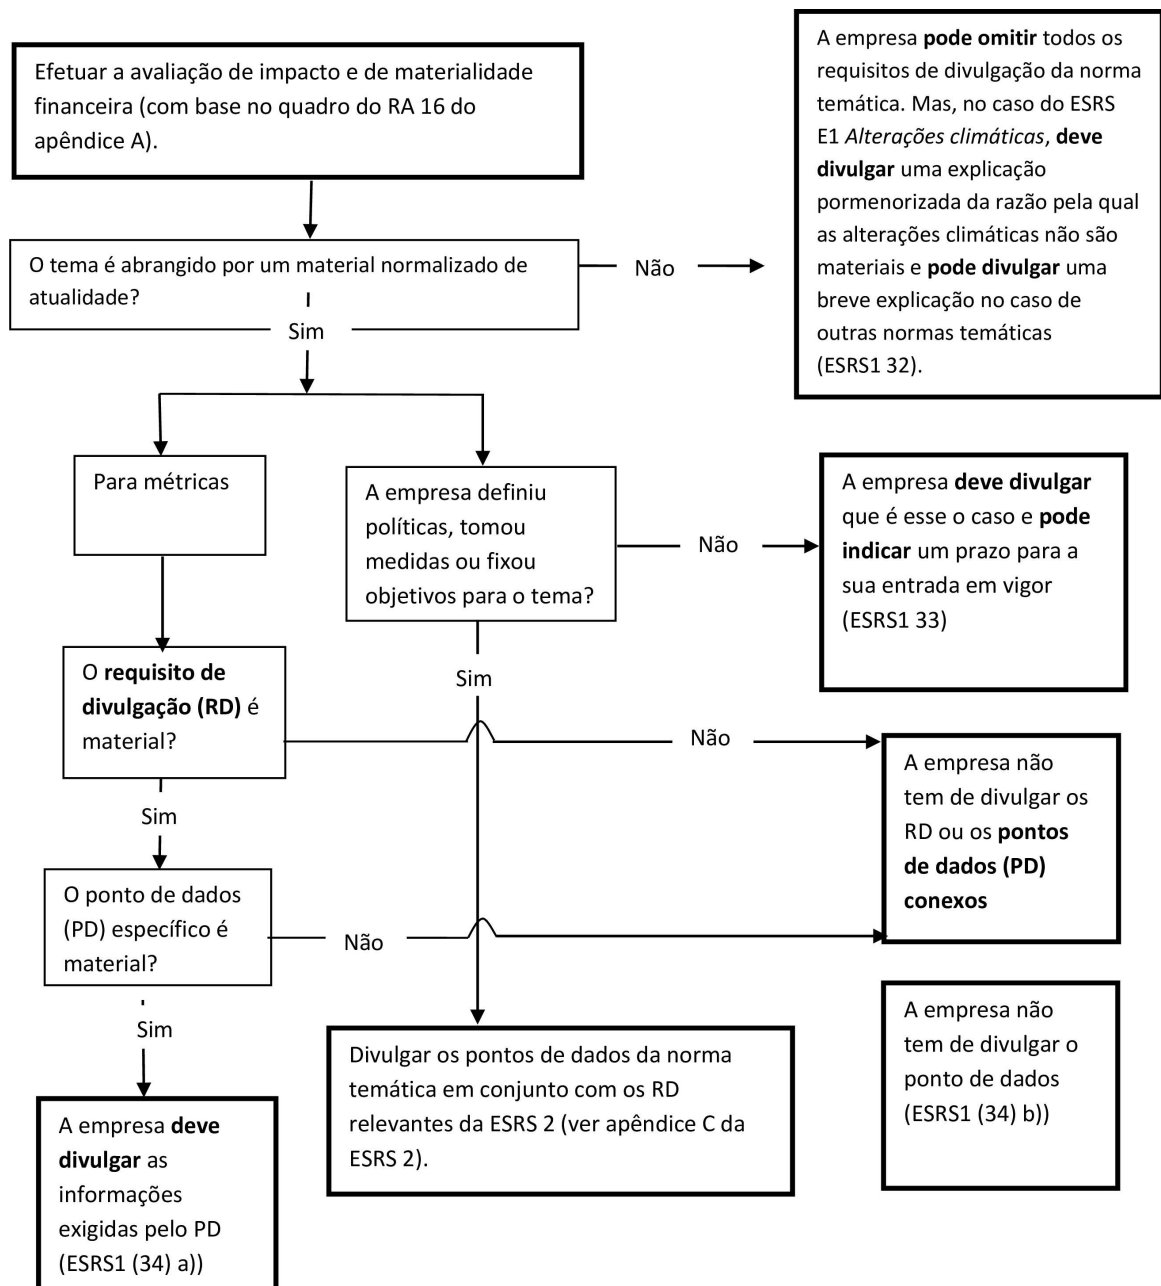 Efetuar a avaliação de impacto e de materialidade
financeira (com base no quadro do RA 16 do
apêndice A).
A empresa pode omitir todos os
requisitos de divulgação da norma
temática. Mas, no caso do ESRS
E1 Alterações climáticas, deve
divulgar uma explicação
pormenorizada da razão pela qual
as alterações climáticas não são
materiais e pode divulgar uma
breve explicação no caso de
outras normas temáticas
(ESRS1 32).
O tema é abrangido por um material normalizado de
atualidade?
Não
Sim
Para métricas
A empresa definiu
políticas, tomou
medidas ou fixou
objetivos para o tema?
Não
A empresa deve divulgar
que é esse o caso e pode
indicar um prazo para a
sua entrada em vigor
(ESRS1 33)
Sim
O requisito de
divulgação (RD) é
material?
Não
A empresa não
tem de divulgar os
RD ou os pontos
de dados (PD)
conexos
Sim
O ponto de dados
(PD) específico é
material?
Não
A empresa não
tem de divulgar o
ponto de dados
(ESRS1 (34) b))
Sim
Divulgar os pontos de dados da norma
temática em conjunto com os RD
relevantes da ESRS 2 (ver apêndice C da
ESRS 2).
A empresa deve
divulgar as
informações
exigidas pelo PD
(ESRS1 (34) a))